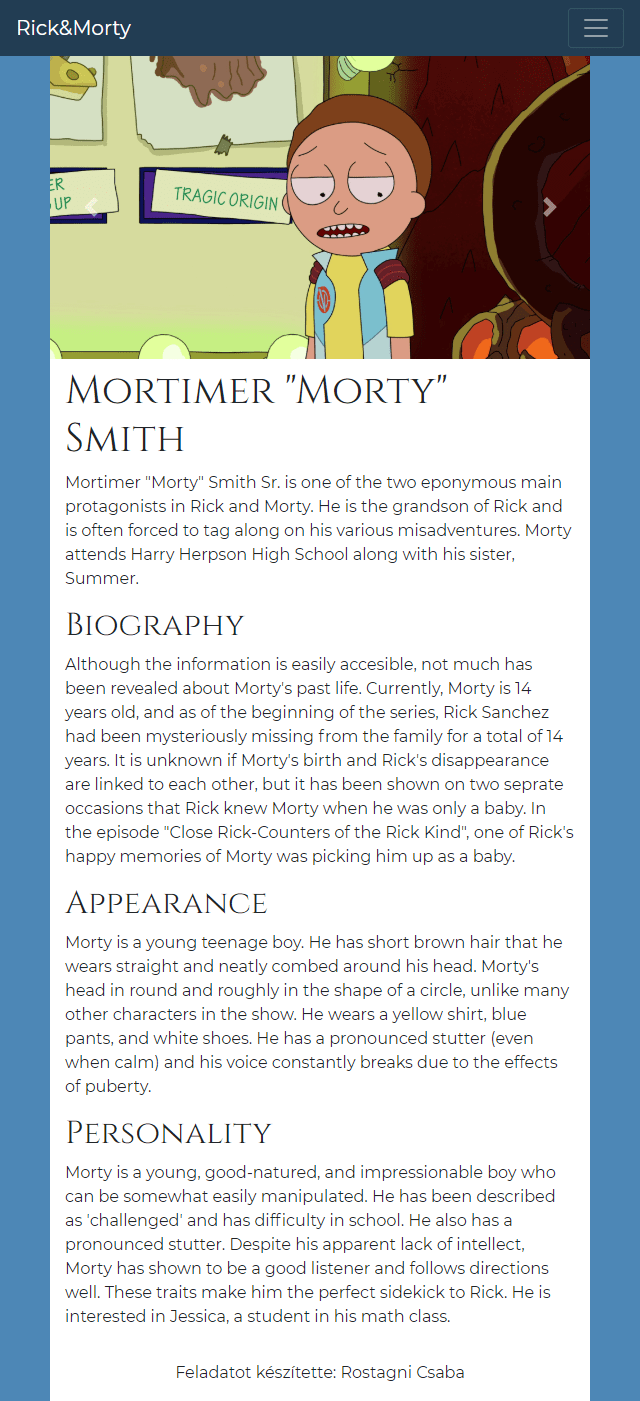 Rick&Morty
ER
UP
TRAGIC ORIGIN
Mortimer "Morty"
Smith
Mortimer "Morty" Smith Sr. is one of the two eponymous main
protagonists in Rick and Morty. He is the grandson of Rick and
is often forced to tag along on his various misadventures. Morty
attends Harry Herpson High School along with his sister,
Summer.
Biography
Although the information is easily accesible, not much has
been revealed about Morty's past life. Currently, Morty is 14
years old, and as of the beginning of the series, Rick Sanchez
had been mysteriously missing from the family for a total of 14
years. It is unknown if Morty's birth and Rick's disappearance
are linked to each other, but it has been shown on two seprate
occasions that Rick knew Morty when he was only a baby. In
the episode "Close Rick-Counters of the Rick Kind", one of Rick's
happy memories of Morty was picking him up as a baby.
Appearance
Morty is a young teenage boy. He has short brown hair that he
wears straight and neatly combed around his head. Morty's
head in round and roughly in the shape of a circle, unlike many
other characters in the show. He wears a yellow shirt, blue
pants, and white shoes. He has a pronounced stutter (even
when calm) and his voice constantly breaks due to the effects
of puberty.
Personality
Morty is a young, good-natured, and impressionable boy who
can be somewhat easily manipulated. He has been described
as 'challenged' and has difficulty in school. He also has a
pronounced stutter. Despite his apparent lack of intellect,
Morty has shown to be a good listener and follows directions
well. These traits make him the perfect sidekick to Rick. He is
interested in Jessica, a student in his math class.
Feladatot készítette: Rostagni Csaba